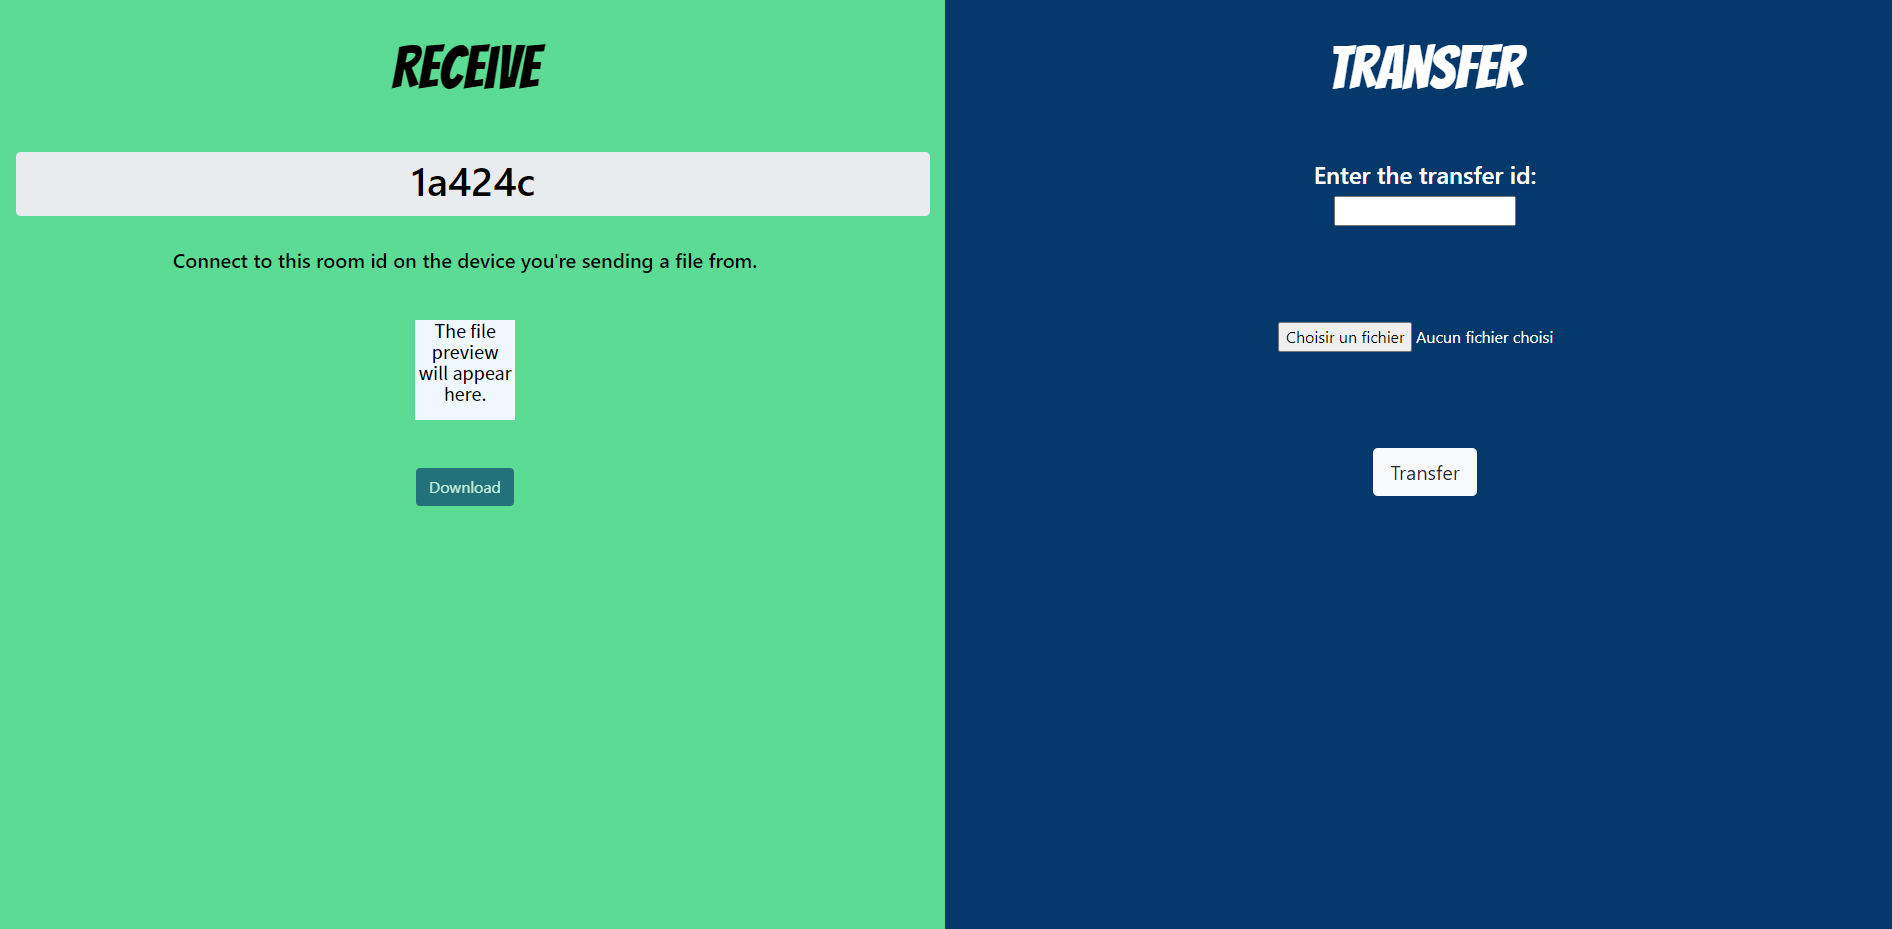 RECEIVE
1a424c
Connect to this room id on the device you're sending a file from.
The file
preview
will appear
here.
Download
TRANSFER
Enter the transfer id:
Choisir un fichier Aucun fichier choisi
Transfer